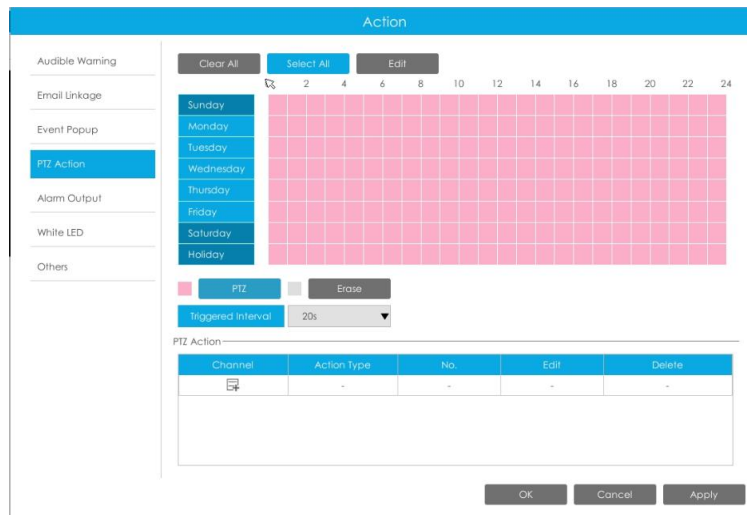 Action
Audible Warning
Email Linkage
Event Popup
PTZ Action
Alarm Output
White LED
Others
Clear All Select All Edit
2 4 6 8 10 12 14 16 18 20 22 24
Sunday
Monday
Tuesday
Wednesday
Thursday
Friday
Saturday
Holiday
PTZ Erase
Triggered Interval 20s
PTZ Action
Channel Action Type No. Edit Delete
- - - -
OK Cancel Apply